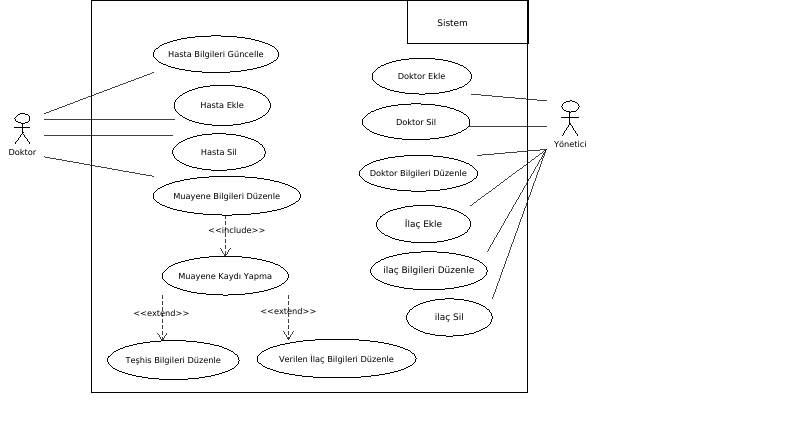 Sistem
Hasta Bilgileri Güncelle
Doktor Ekle
Hasta Ekle
Doktor Sil
Doktor
Yönetici
Hasta Sil
Doktor Bilgileri Düzenle
Muayene Bilgileri Düzenle
İlaç Ekle
<<include>>
Muayene Kaydı Yapma
ilaç Bilgileri Düzenle
<<extend>>
<<extend>>
ilaç Sil
Teşhis Bilgileri Düzenle
Verilen İlaç Bilgileri Düzenle